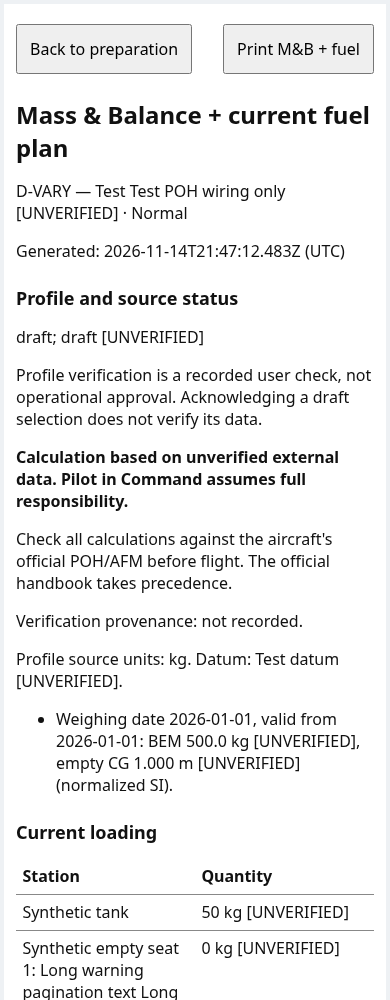 Back to preparation
Print M&B + fuel
Mass & Balance + current fuel
plan
D-VARY — Test Test POH wiring only
[UNVERIFIED] · Normal
Generated: 2026-11-14T21:47:12.483Z (UTC)
Profile and source status
draft; draft [UNVERIFIED]
Profile verification is a recorded user check, not
operational approval. Acknowledging a draft
selection does not verify its data.
Calculation based on unverified external
data. Pilot in Command assumes full
responsibility.
Check all calculations against the aircraft's
official POH/AFM before flight. The official
handbook takes precedence.
Verification provenance: not recorded.
Profile source units: kg. Datum: Test datum
[UNVERIFIED].
• Weighing date 2026-01-01, valid from
2026-01-01: BEM 500.0 kg [UNVERIFIED],
empty CG 1.000 m [UNVERIFIED]
(normalized SI).
Current loading
Station Quantity
Synthetic tank 50 kg [UNVERIFIED]
Synthetic empty seat 0 kg [UNVERIFIED]
1: Long warning
pagination text Long